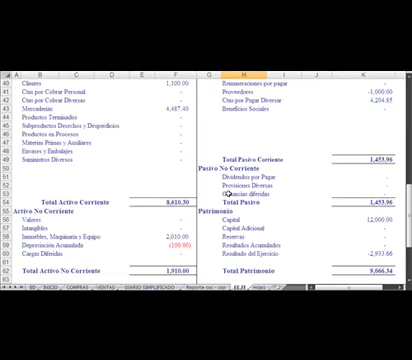 A B C D E F G H I J K
40 Clientes 1,100.00 Remuneraciones por pagar -
41 Ctas por Cobrar Personal - Proveedores -1,000.00
42 Ctas por Cobrar Diversas - Ctas por Pagar Diversar 4,204.85
43 Mercaderias 4,487.40 Beneficios Sociales -
44 Productos Terminados -
45 Subproductos Desechos y Desperdicios -
46 Productos en Procesos -
47 Materias Primas y Auxiliares -
48 Envases y Embalajes -
49 Suministros Diversos - Total Pasivo Corriente 1,453.96
50 Pasivo No Corriente
51 Dividendos por Pagar -
52 Provisiones Diversas -
53 Ganancias diferidas -
54 Total Activo Corriente 8,610.30 Total Pasivo 1,453.96
55 Activo No Corriente Patrimonio
56 Valores - Capital 12,000.00
57 Intangibles - Capital Adicional -
58 Inmuebles, Maquinaria y Equipo 2,010.00 Reservas -
59 Depreciación Acumulada (100.00) Resultados Acumulados -
60 Cargas Diferidas - Resultado del Ejercicio -2,933.66
61
62 Total Activo No Corriente 1,910.00 Total Patrimonio 9,066.34
63
BD INICIO COMPRAS VENTAS DIARIO SIMPLIFICADO